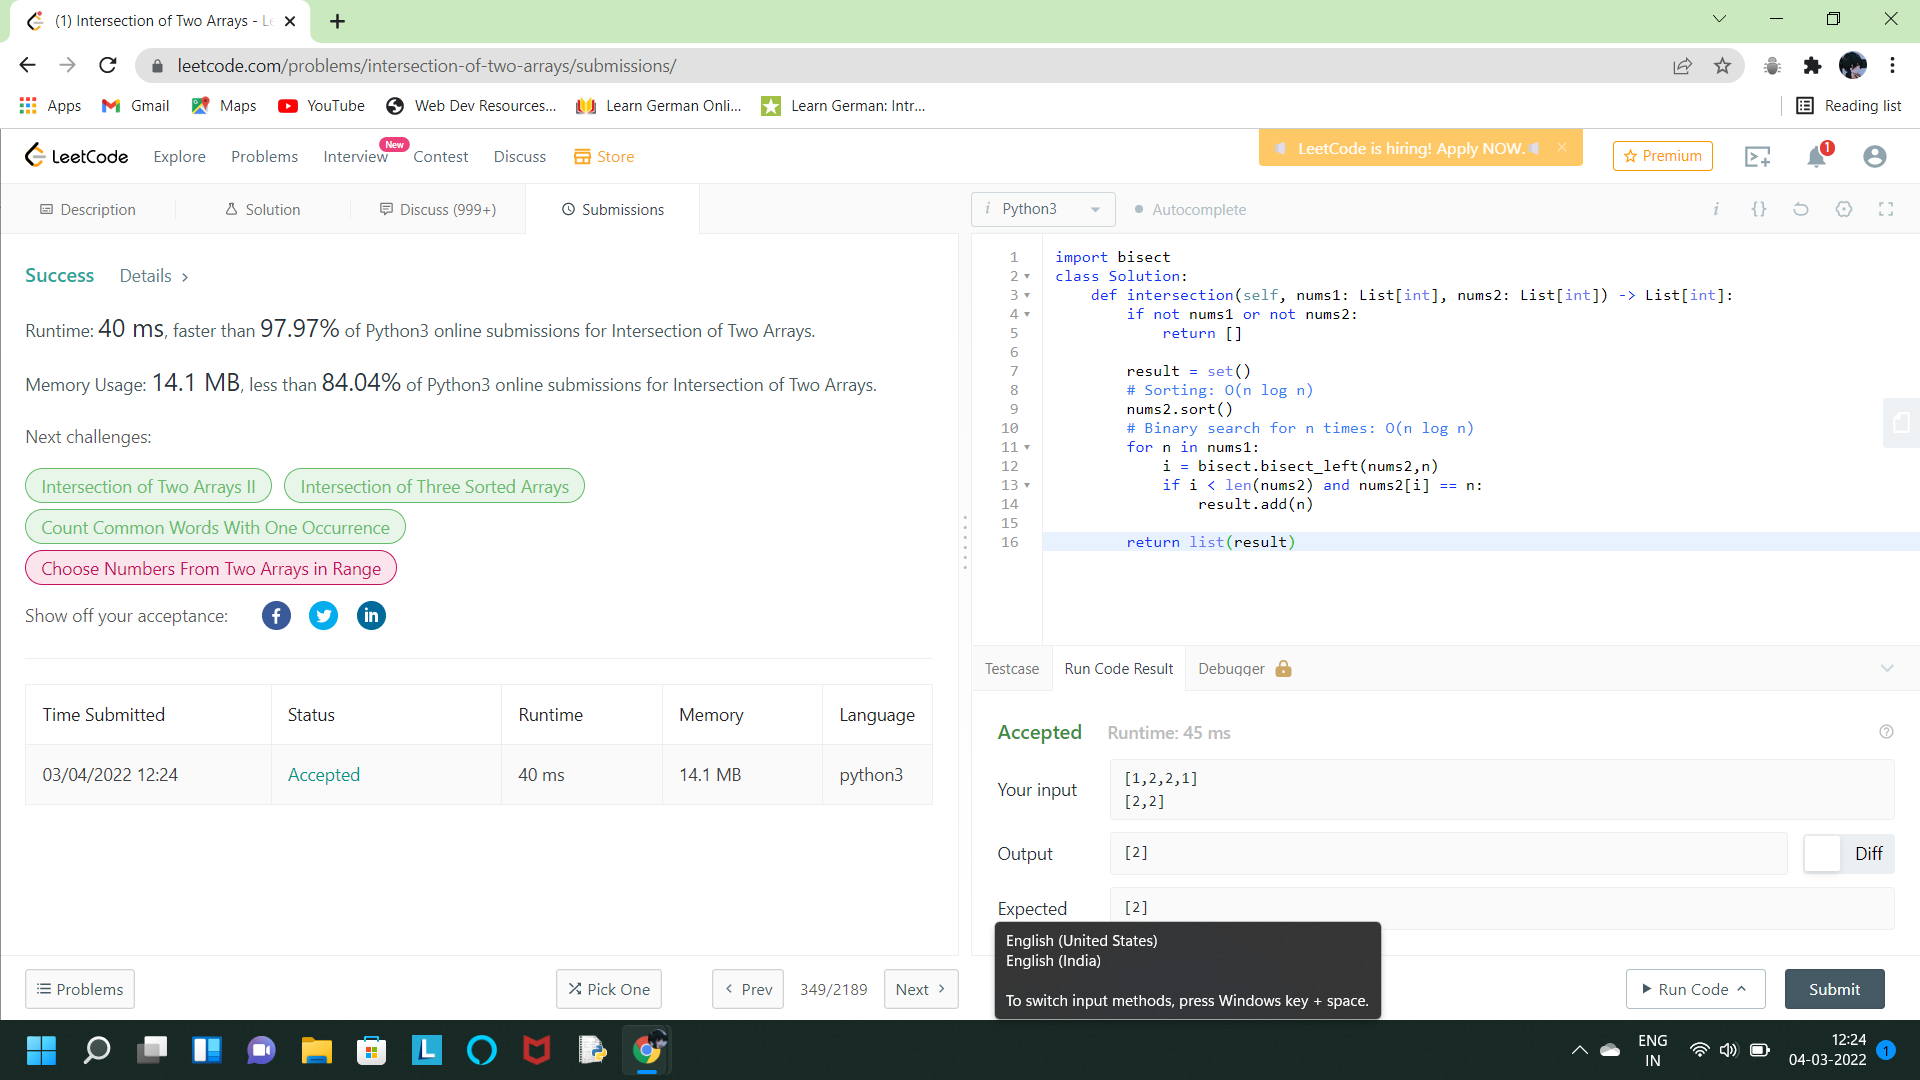 (1) Intersection of Two Arrays - Le
leetcode.com/problems/intersection-of-two-arrays/submissions/
Apps Gmail Maps YouTube Web Dev Resources... Learn German Onli... Learn German: Intr... Reading list
LeetCode Explore Problems Interview New Contest Discuss Store LeetCode is hiring! Apply NOW. Premium 1
Description Solution Discuss (999+) Submissions
Success Details
Runtime: 40 ms, faster than 97.97% of Python3 online submissions for Intersection of Two Arrays.
Memory Usage: 14.1 MB, less than 84.04% of Python3 online submissions for Intersection of Two Arrays.
Next challenges:
Intersection of Two Arrays II Intersection of Three Sorted Arrays
Count Common Words With One Occurrence
Choose Numbers From Two Arrays in Range
Show off your acceptance:
Time Submitted Status Runtime Memory Language
03/04/2022 12:24 Accepted 40 ms 14.1 MB python3
Problems Pick One Prev 349/2189 Next
i Python3 Autocomplete i {}
1 import bisect
2 class Solution:
3 def intersection(self, nums1: List[int], nums2: List[int]) -> List[int]:
4 if not nums1 or not nums2:
5 return []
6
7 result = set()
8 # Sorting: O(n log n)
9 nums2.sort()
10 # Binary search for n times: O(n log n)
11 for n in nums1:
12 i = bisect.bisect_left(nums2,n)
13 if i < len(nums2) and nums2[i] == n:
14 result.add(n)
15
16 return list(result)
Testcase Run Code Result Debugger
Accepted Runtime: 45 ms
Your input
[1,2,2,1]
[2,2]
Output [2] Diff
Expected [2]
English (United States)
English (India)
To switch input methods, press Windows key + space.
Run Code Submit
ENG
IN
12:24
04-03-2022
1